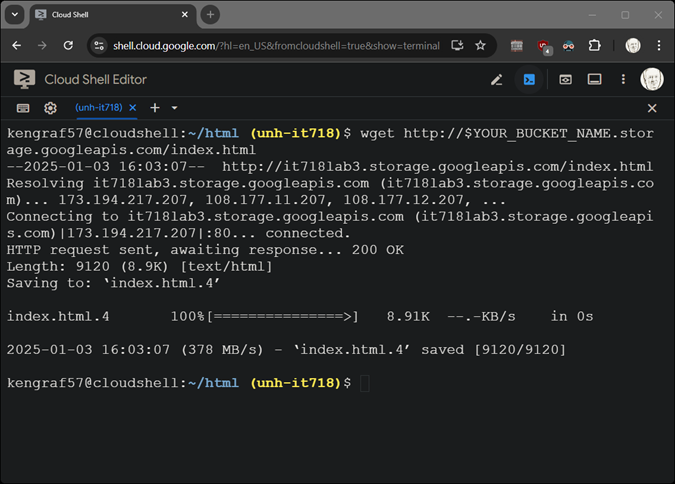 Cloud Shell
shell.cloud.google.com/?hl=en_US&fromcloudshell=true&show=terminal
4
Cloud Shell Editor
(unh-it718)
kengraf57@cloudshell:~/html (unh-it718)$ wget http://$YOUR_BUCKET_NAME.stor
age.googleapis.com/index.html
--2025-01-03 16:03:07--  http://it718lab3.storage.googleapis.com/index.html
Resolving it718lab3.storage.googleapis.com (it718lab3.storage.googleapis.co
m)... 173.194.217.207, 108.177.11.207, 108.177.12.207, ...
Connecting to it718lab3.storage.googleapis.com (it718lab3.storage.googleapi
s.com)|173.194.217.207|:80... connected.
HTTP request sent, awaiting response... 200 OK
Length: 9120 (8.9K) [text/html]
Saving to: ‘index.html.4’
index.html.4        100%[===============>]   8.91K  --.-KB/s    in 0s
2025-01-03 16:03:07 (378 MB/s) - ‘index.html.4’ saved [9120/9120]
kengraf57@cloudshell:~/html (unh-it718)$